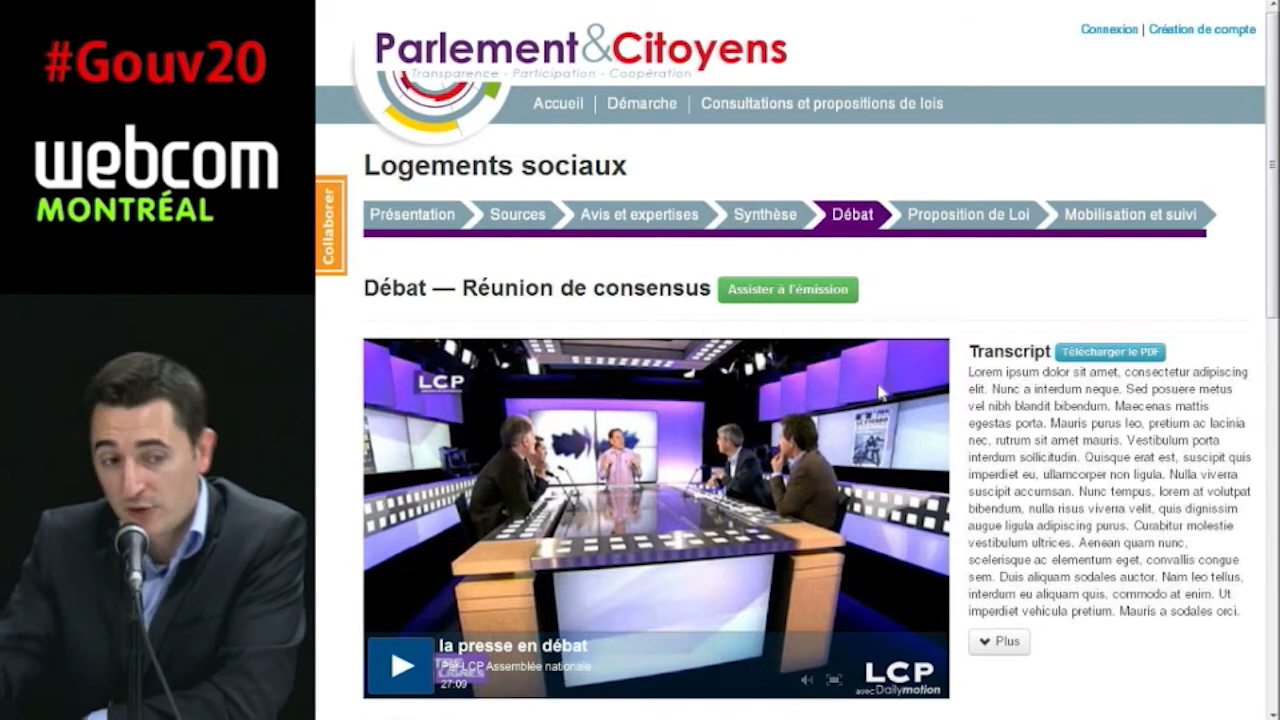 #Gouv20
webcom
MONTRÉAL
Parlement&Citoyens
Transparence - Participation - Coopération
Connexion | Création de compte
Accueil | Démarche | Consultations et propositions de lois
Logements sociaux
Collaborer
Présentation Sources Avis et expertises Synthèse Débat Proposition de Loi Mobilisation et suivi
Débat — Réunion de consensus Assister à l'émission
LCP
la presse en débat
Par LCP Assemblée nationale
27:09
LCP
avec Dailymotion
Transcript Télécharger le PDF
Lorem ipsum dolor sit amet, consectetur adipiscing
elit. Nunc a interdum neque. Sed posuere metus
vel nibh blandit bibendum. Maecenas mattis
egestas porta. Mauris purus leo, pretium ac lacinia
nec, rutrum sit amet mauris. Vestibulum porta
interdum sollicitudin. Quisque erat est, suscipit quis
imperdiet eu, ullamcorper non ligula. Nulla viverra
suscipit accumsan. Nunc tempus, lorem at volutpat
bibendum, nulla risus viverra velit, quis dignissim
augue ligula adipiscing purus. Curabitur molestie
vestibulum ultrices. Aenean quam nunc,
scelerisque ac elementum eget, convallis congue
sem. Duis aliquam sodales auctor. Nam leo tellus,
interdum eu aliquam quis, commodo at enim. Ut
imperdiet vehicula pretium. Mauris a sodales orci.
Plus